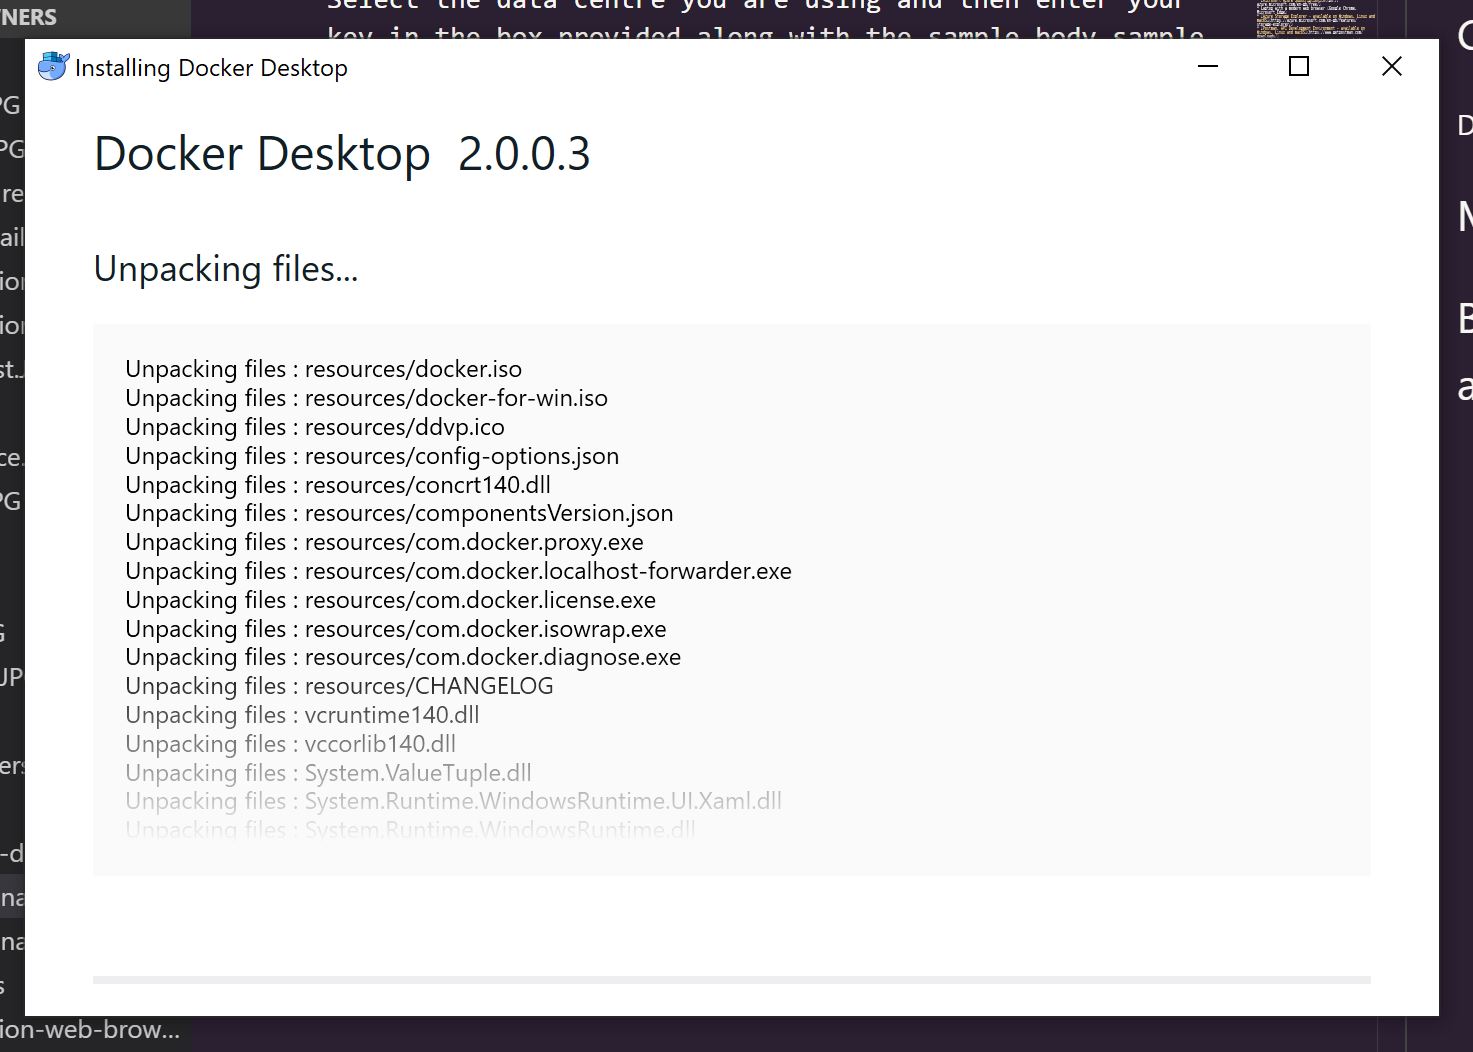 NERS
Select the data centre you are using and then enter your
key in the box provided along with the sample body sample
Installing Docker Desktop
Docker Desktop 2.0.0.3
Unpacking files...
Unpacking files : resources/docker.iso
Unpacking files : resources/docker-for-win.iso
Unpacking files : resources/ddvp.ico
Unpacking files : resources/config-options.json
Unpacking files : resources/concrt140.dll
Unpacking files : resources/componentsVersion.json
Unpacking files : resources/com.docker.proxy.exe
Unpacking files : resources/com.docker.localhost-forwarder.exe
Unpacking files : resources/com.docker.license.exe
Unpacking files : resources/com.docker.isowrap.exe
Unpacking files : resources/com.docker.diagnose.exe
Unpacking files : resources/CHANGELOG
Unpacking files : vcruntime140.dll
Unpacking files : vccorlib140.dll
Unpacking files : System.ValueTuple.dll
Unpacking files : System.Runtime.WindowsRuntime.UI.Xaml.dll
Unpacking files : System.Runtime.WindowsRuntime.dll
PG
PG
re
ail
ion
ion
st.J
ce.
PG
G
JP
ers
-d
na
na
s
ion-web-brow...